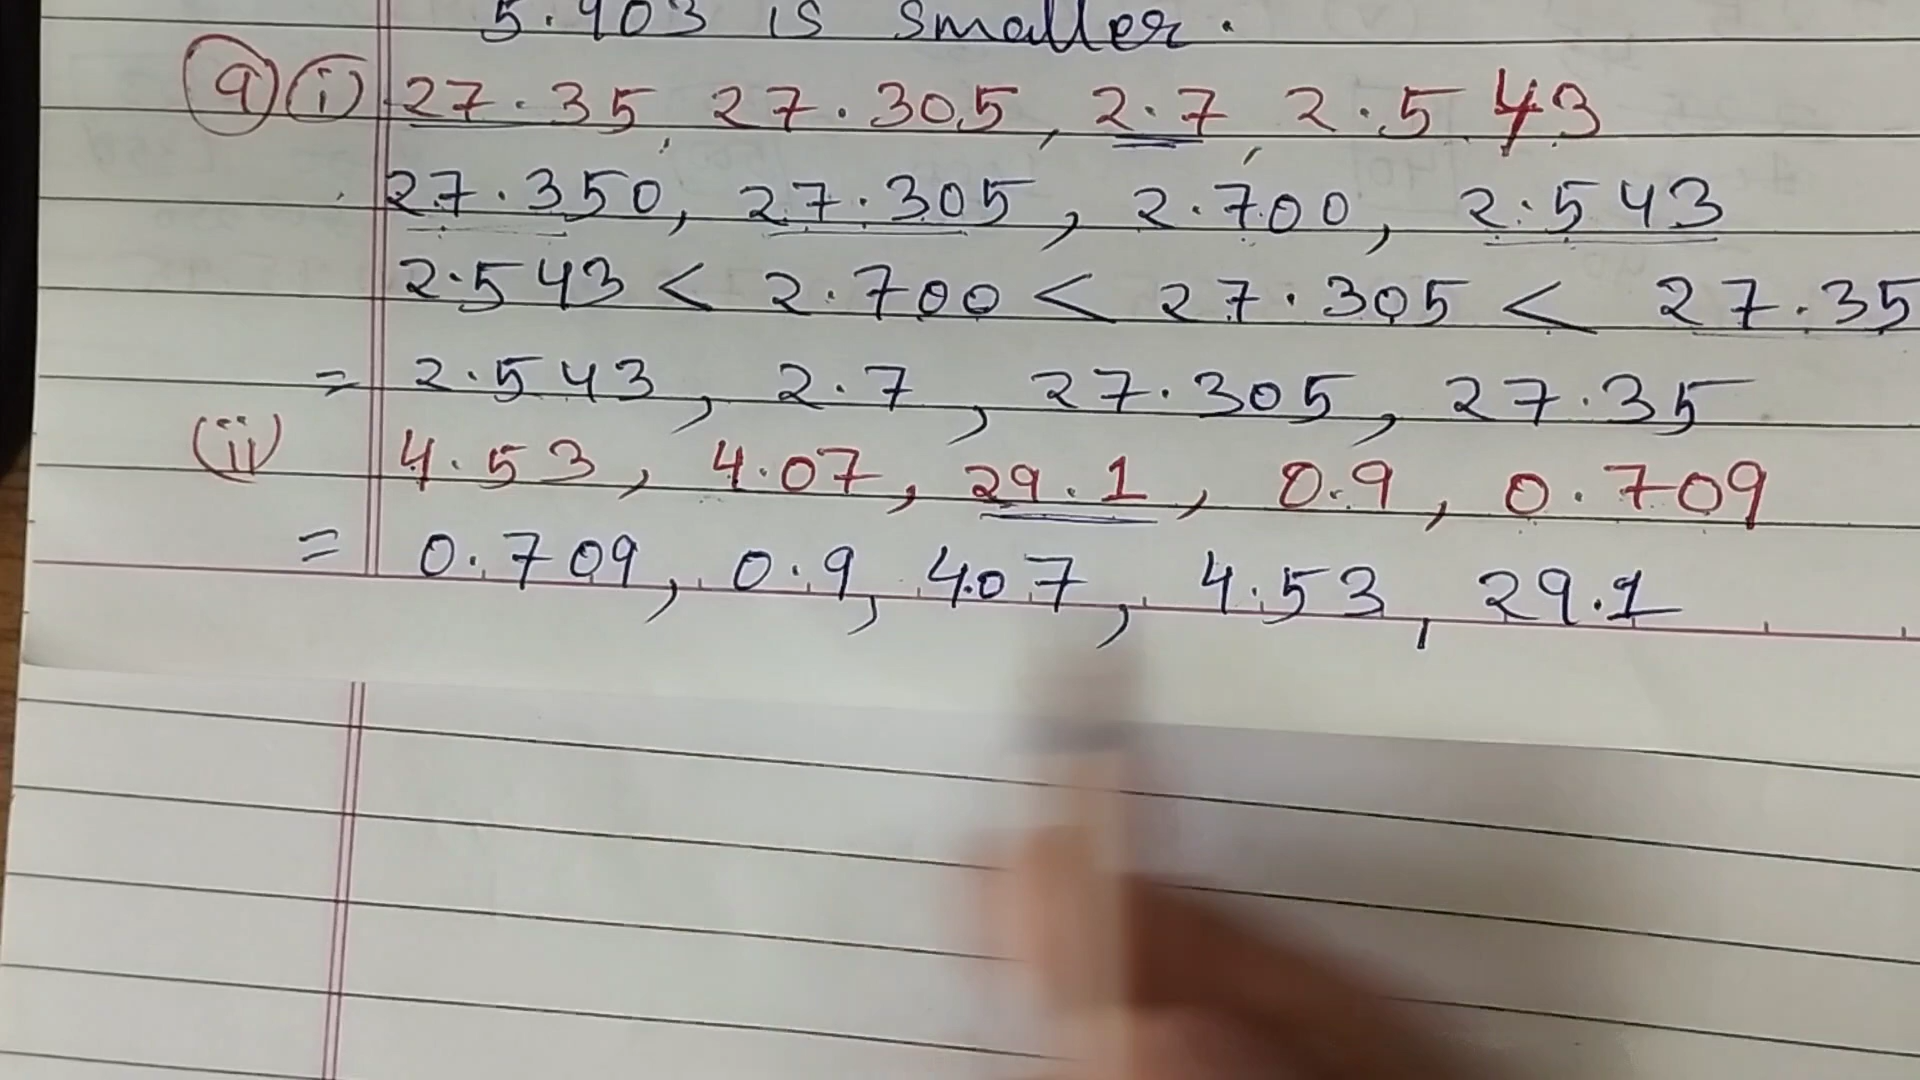 5.903 is smaller.
9 (i) 27.35, 27.305, 2.7, 2.543
27.350, 27.305, 2.700, 2.543
2.543 < 2.700 < 27.305 < 27.35
= 2.543, 2.7, 27.305, 27.35
(ii) 4.53, 4.07, 29.1, 0.9, 0.709
= 0.709, 0.9, 4.07, 4.53, 29.1